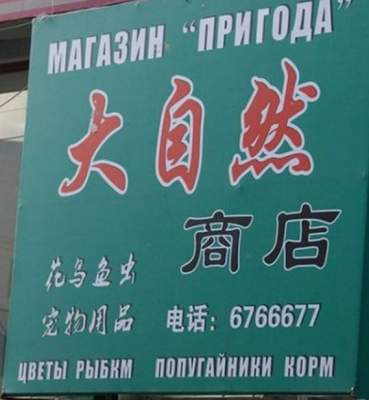 МАГАЗИН "ПРИГОДА"
大自然
商店
花鸟鱼虫
宠物用品 电话：6766677
ЦВЕТЫ РЫБКМ ПОПУГАЙНИКИ КОРМ